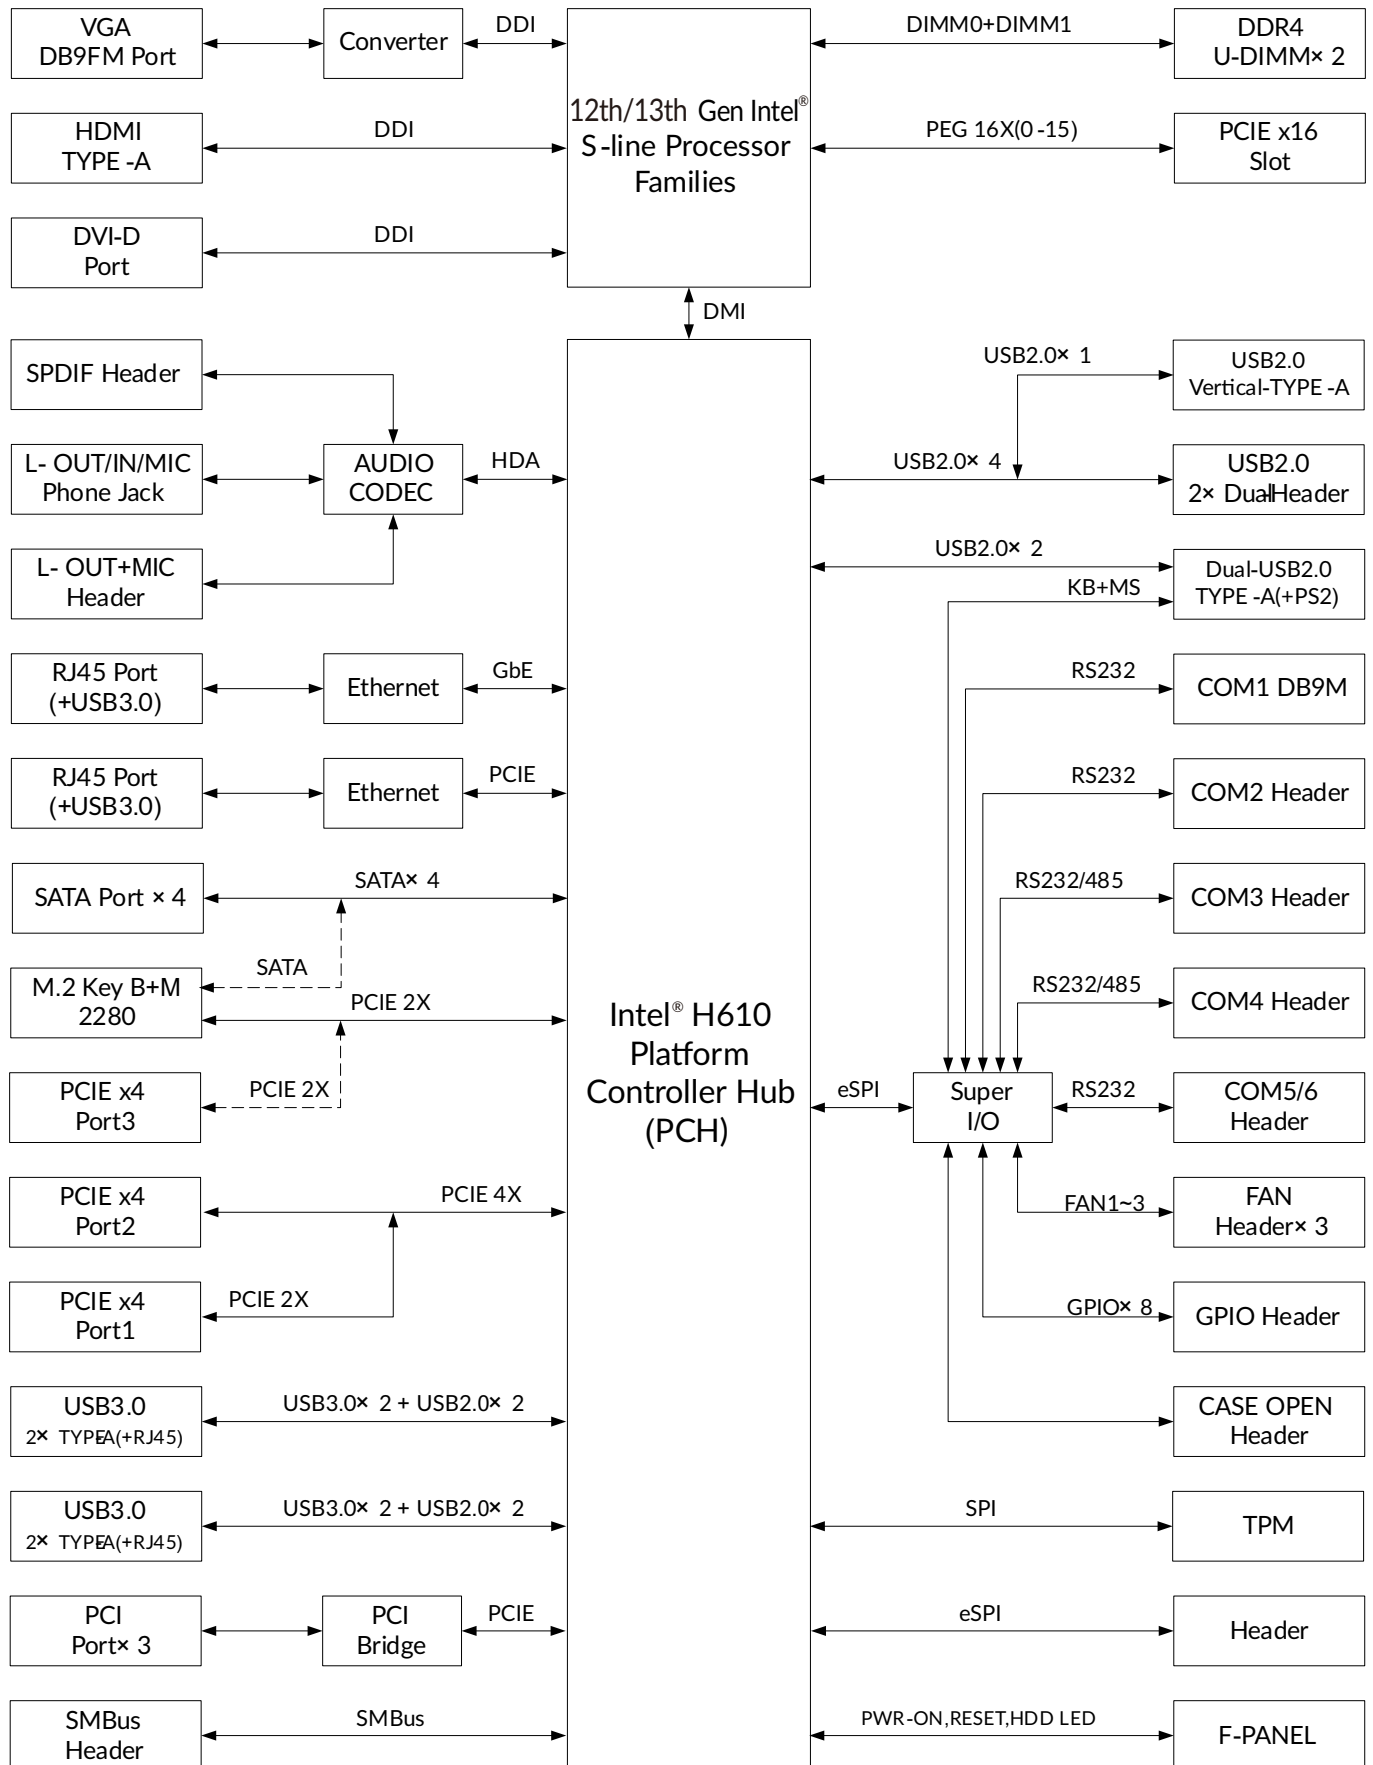 VGA
DB9FM Port
Converter
DDI
DIMM0+DIMM1
DDR4
U-DIMM× 2
HDMI
TYPE -A
DDI
12th/13th Gen Intel®
S-line Processor
Families
PEG 16X(0-15)
PCIE x16
Slot
DVI-D
Port
DDI
DMI
SPDIF Header
USB2.0× 1
USB2.0
Vertical-TYPE -A
L- OUT/IN/MIC
Phone Jack
AUDIO
CODEC
HDA
USB2.0× 4
USB2.0
2× Dual-Header
L- OUT+MIC
Header
USB2.0× 2
KB+MS
Dual-USB2.0
TYPE -A(+PS2)
RJ45 Port
(+USB3.0)
Ethernet
GbE
RS232
COM1 DB9M
RJ45 Port
(+USB3.0)
Ethernet
PCIE
RS232
COM2 Header
SATA Port × 4
SATA× 4
RS232/485
COM3 Header
SATA
M.2 Key B+M
2280
PCIE 2X
RS232/485
COM4 Header
Intel® H610
Platform
Controller Hub
(PCH)
PCIE x4
Port3
PCIE 2X
eSPI
Super
I/O
RS232
COM5/6
Header
PCIE x4
Port2
PCIE 4X
FAN1~3
FAN
Header× 3
PCIE x4
Port1
PCIE 2X
GPIO× 8
GPIO Header
USB3.0
2× TYPE-A(+RJ45)
USB3.0× 2 + USB2.0× 2
CASE OPEN
Header
USB3.0
2× TYPE-A(+RJ45)
USB3.0× 2 + USB2.0× 2
SPI
TPM
PCI
Port× 3
PCI
Bridge
PCIE
eSPI
Header
SMBus
Header
SMBus
PWR-ON,RESET,HDD LED
F-PANEL